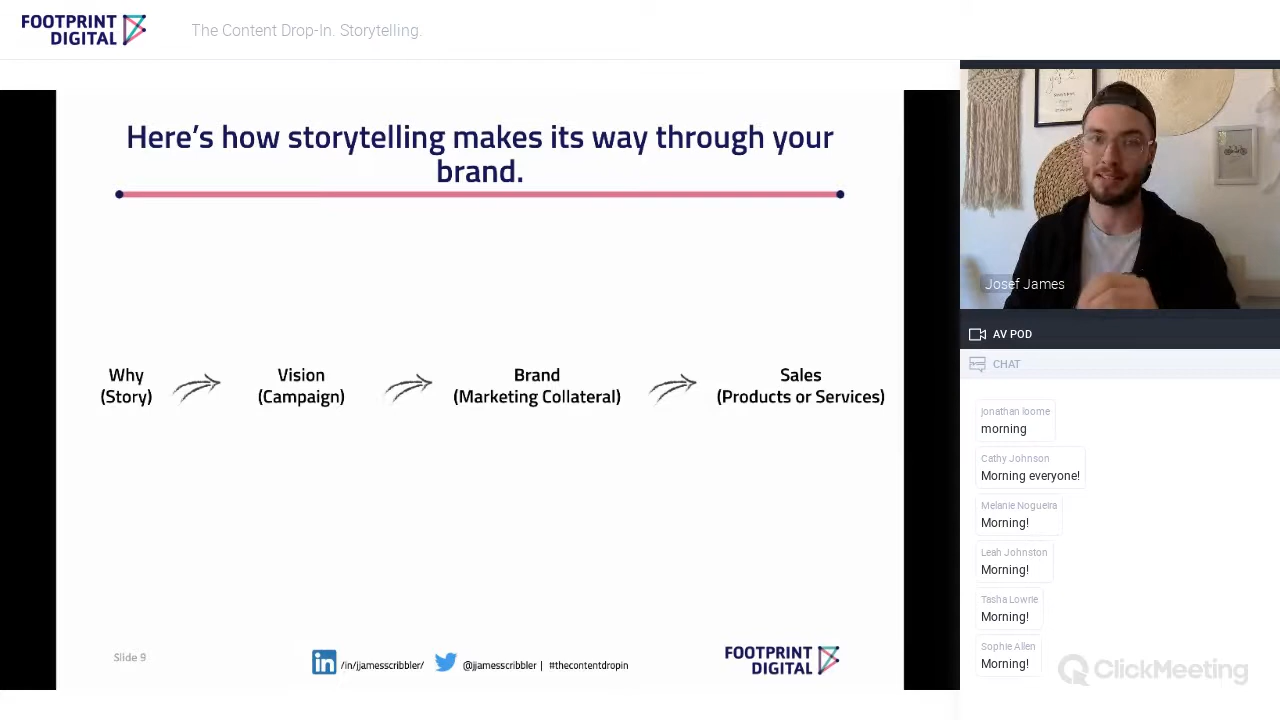 FOOTPRINT
DIGITAL
The Content Drop-In. Storytelling.
Here's how storytelling makes its way through your
brand.
Why
(Story)
Vision
(Campaign)
Brand
(Marketing Collateral)
Sales
(Products or Services)
Slide 9
in
/in/jjamesscribbler/
@jjamesscribbler | #thecontentdropin
FOOTPRINT
DIGITAL
Josef James
AV POD
CHAT
jonathan loome
morning
Cathy Johnson
Morning everyone!
Melanie Nogueira
Morning!
Leah Johnston
Morning!
Tasha Lowrie
Morning!
Sophie Allen
Morning!
ClickMeeting